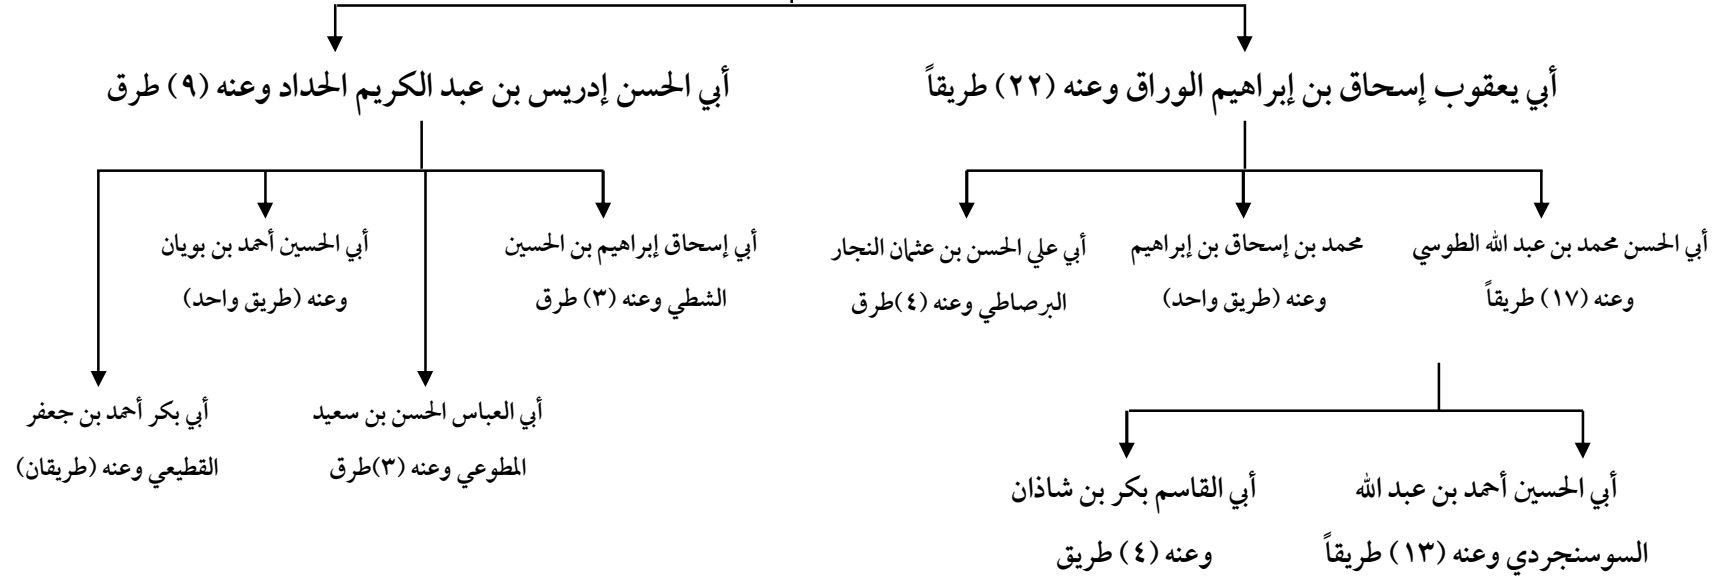 أبي يعقوب إسحاق بن إبراهيم الوراق وعنه (٢٢) طريقاً
أبي الحسن إدريس بن عبد الكريم الحداد وعنه (٩) طرق
أبي الحسن محمد بن عبد الله الطوسي
وعنه (١٧) طريقاً
محمد بن إسحاق بن إبراهيم
وعنه (طريق واحد)
أبي علي الحسن بن عثمان النجار
البرصاطي وعنه (٤)طرق
أبي إسحاق إبراهيم بن الحسين
الشطي وعنه (٣) طرق
أبي الحسين أحمد بن بويان
وعنه (طريق واحد)
أبي العباس الحسن بن سعيد
المطوعي وعنه (٣)طرق
أبي بكر أحمد بن جعفر
القطيعي وعنه (طريقان)
أبي الحسين أحمد بن عبد الله
السوسنجردي وعنه (١٣) طريقاً
أبي القاسم بكر بن شاذان
وعنه (٤) طريق